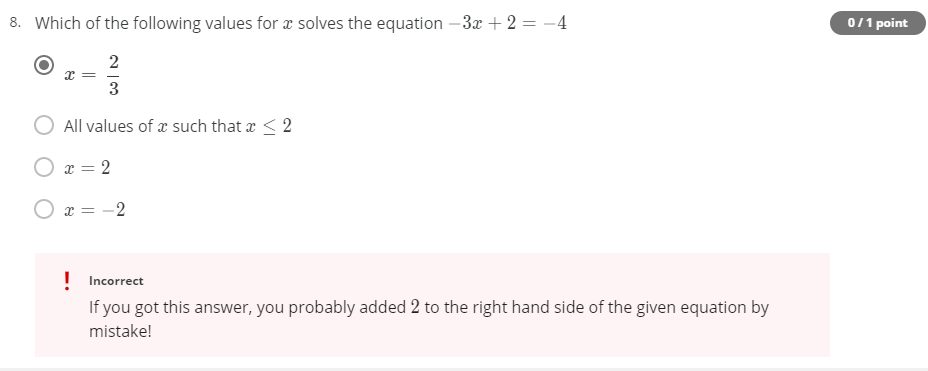 8. Which of the following values for x solves the equation −3x + 2 = −4
0 / 1 point
x = 2/3
All values of x such that x ≤ 2
x = 2
x = −2
! Incorrect
If you got this answer, you probably added 2 to the right hand side of the given equation by
mistake!